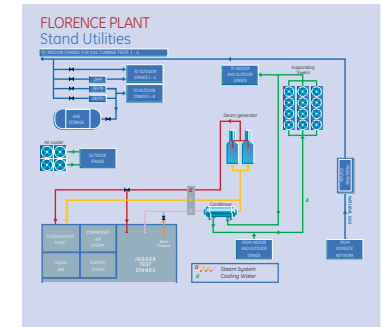 FLORENCE PLANT
Stand Utilities
TO INDOOR STANDS FOR GAS TURBINE TESTS 1 - 6
TO OUTDOOR
STANDS 1 - 4
TO OUTDOOR
STANDS 5 - 8
GAS
STORAGE
TO INDOOR
AND OUTDOOR
STANDS
Evaporating
Towers
Steam generator
Air cooler
OUTDOOR
STANDS
NATURAL GAS
Condenser
COGENERATION
PLANT
COMPRESSED
AIR
SYSTEM
LIQUID
GAS
ELECTRIC
SYSTEM
INDOOR
TEST
STANDS
FROM INDOOR
AND OUTDOOR
STANDS
FROM
DOMESTIC
NETWORK
Steam System
Cooling Water